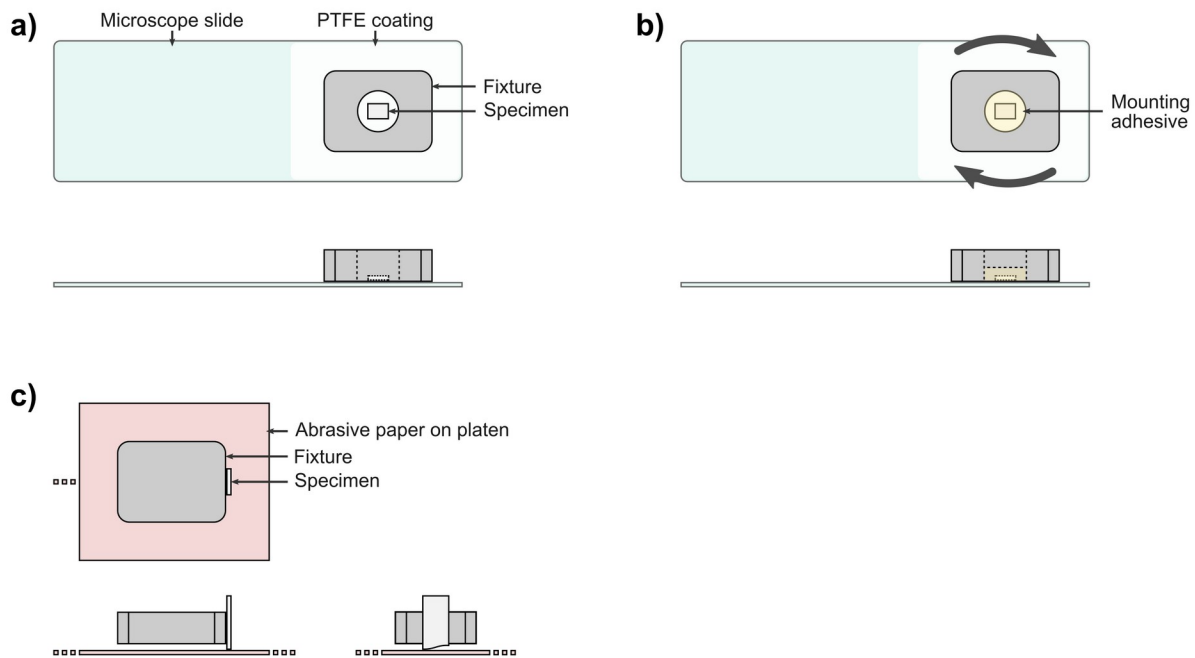 a)
Microscope slide
PTFE coating
Fixture
Specimen
b)
Mounting
adhesive
c)
Abrasive paper on platen
Fixture
Specimen